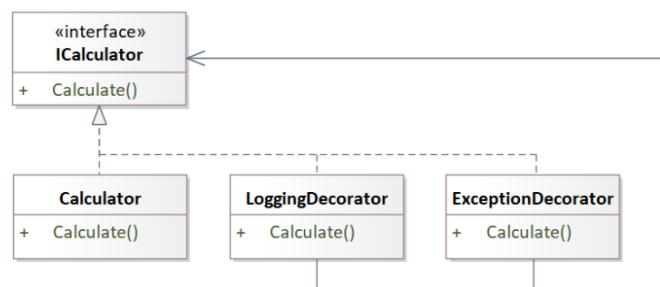 «interface»
ICalculator
+ Calculate()
Calculator
+ Calculate()
LoggingDecorator
+ Calculate()
ExceptionDecorator
+ Calculate()